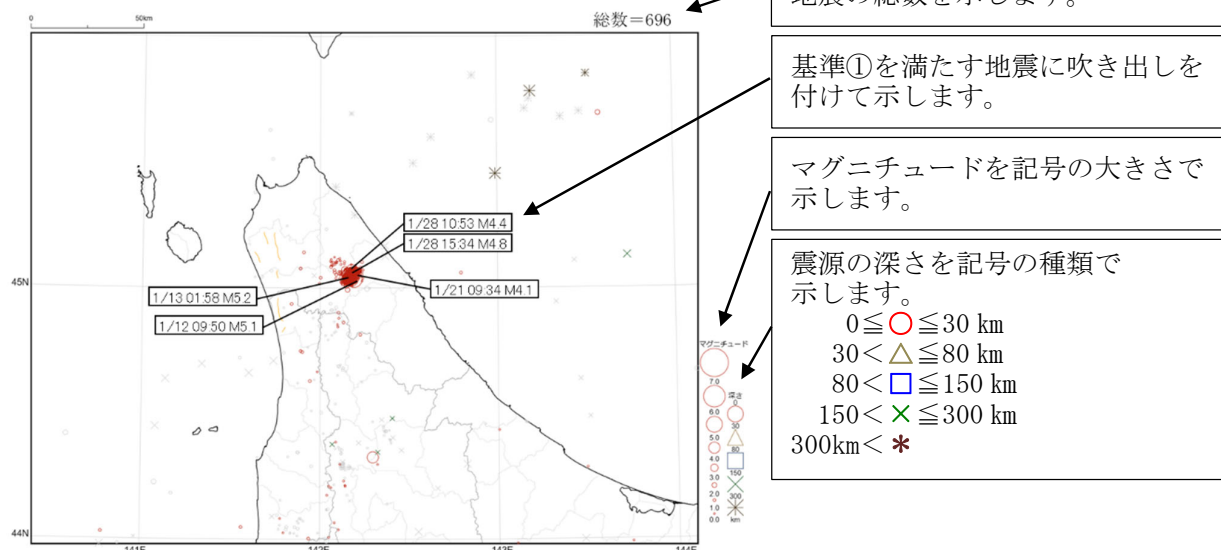 地震の総数を示します。
0 50km
総数＝696
基準①を満たす地震に吹き出しを
付けて示します。
マグニチュードを記号の大きさで
示します。
1/28 10:53 M4.4
1/28 15:34 M4.8
1/21 09:34 M4.1
1/13 01:58 M5.2
1/12 09:50 M5.1
45N
44N
141E
142E
143E
144E
震源の深さを記号の種類で
示します。
0≦○≦30 km
30＜△≦80 km
80＜□≦150 km
150＜×≦300 km
300km＜*
マグニチュード
7.0
6.0
5.0
4.0
3.0
2.0
1.0
0.0
深さ
0
30
80
150
300
km